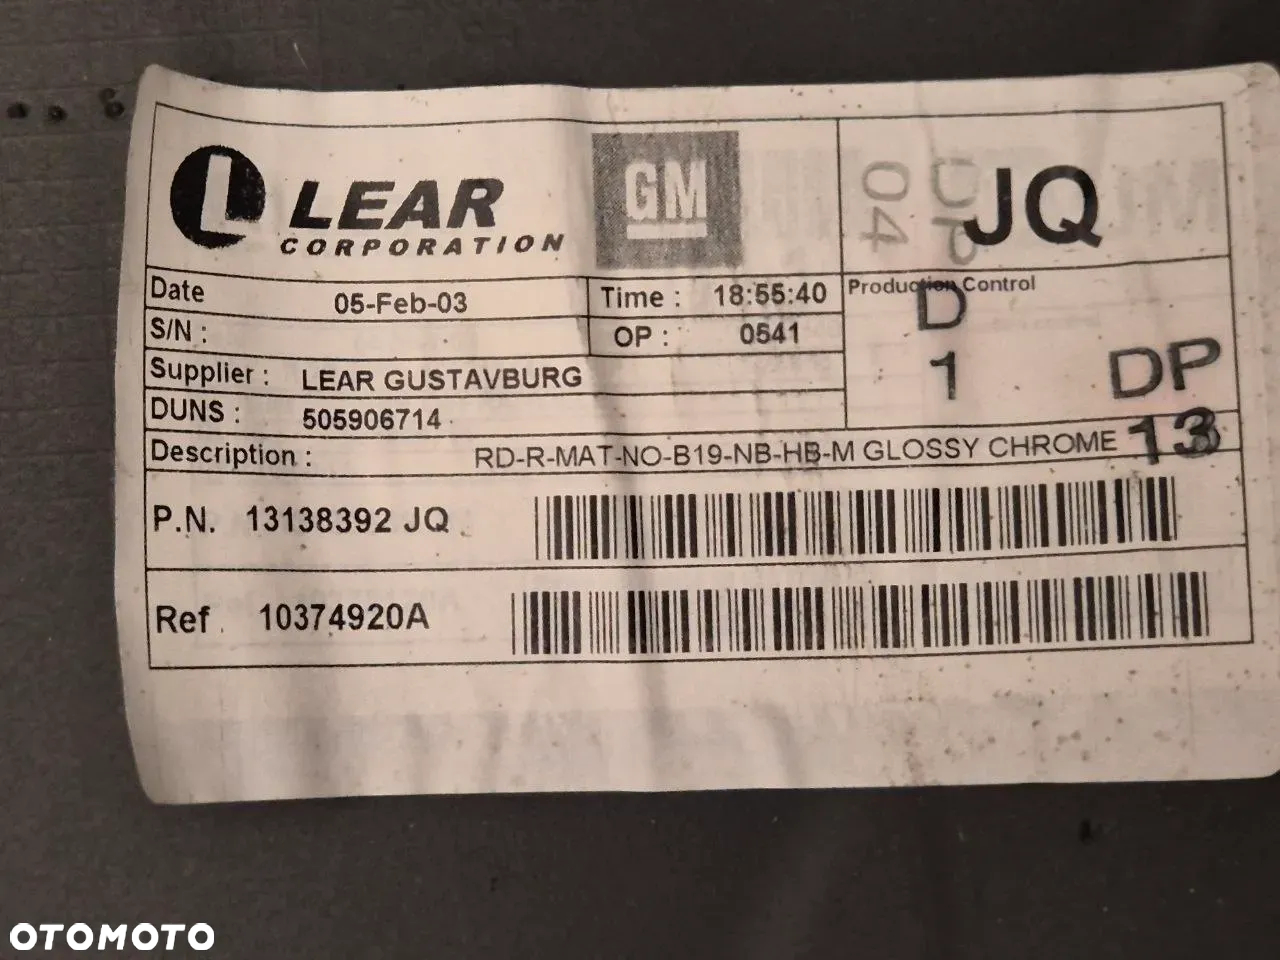 LEAR
CORPORATION
GM
DP
04
JQ
Date 05-Feb-03
Time : 18:55:40
Production Control
S/N :
OP : 0541
D
1
Supplier : LEAR GUSTAVBURG
DP
DUNS : 505906714
13
Description : RD-R-MAT-NO-B19-NB-HB-M GLOSSY CHROME
P.N. 13138392 JQ
Ref. 10374920A
OTOMOTO